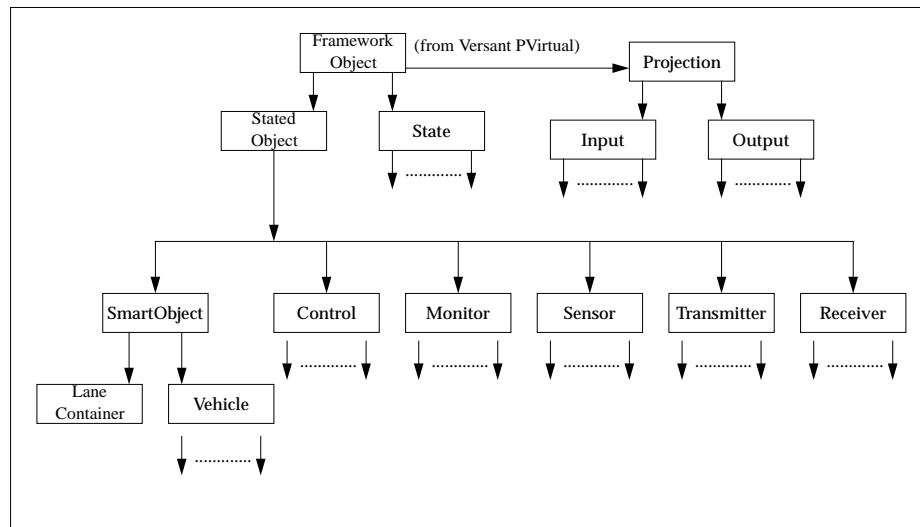 Framework
Object
(from Versant PVirtual)
Projection
Stated
Object
State
Input
Output
SmartObject
Control
Monitor
Sensor
Transmitter
Receiver
Lane
Container
Vehicle